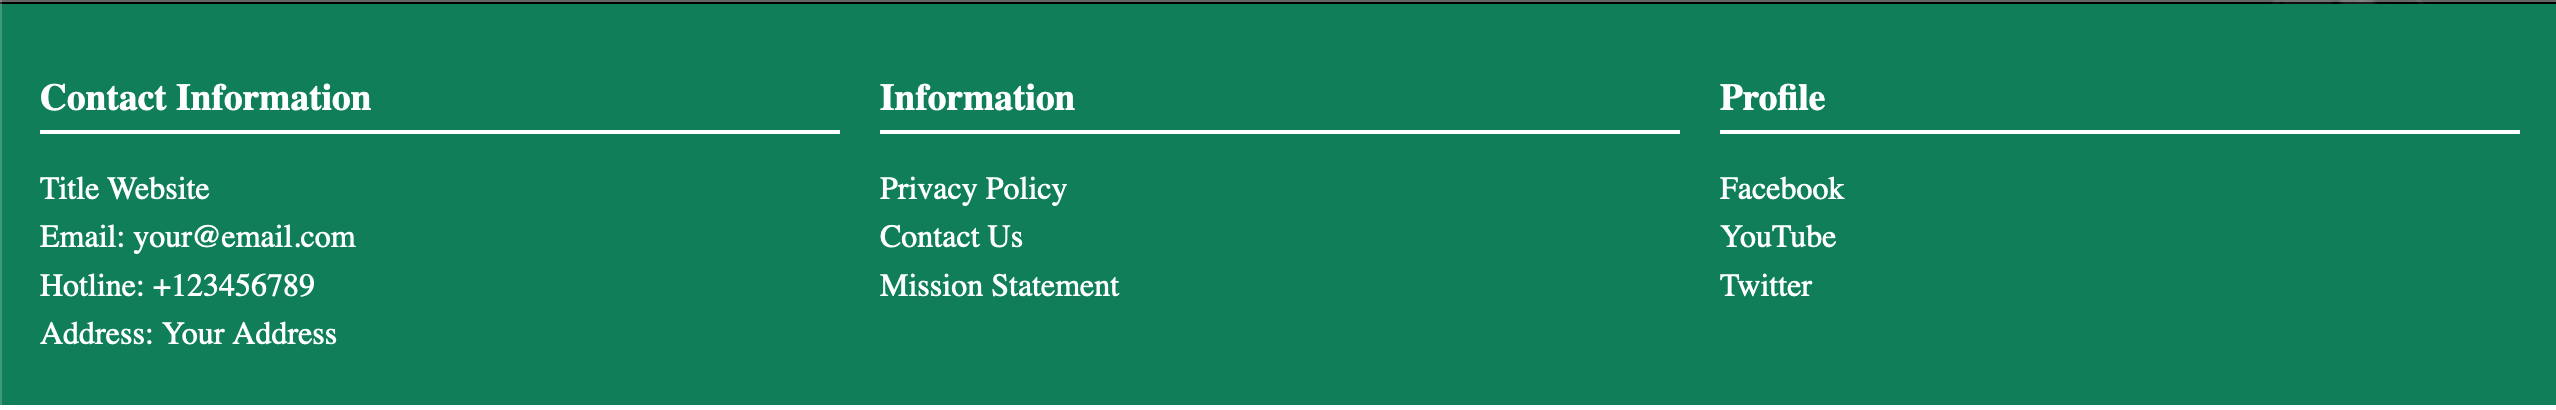 Contact Information
Title Website
Email: your@email.com
Hotline: +123456789
Address: Your Address
Information
Privacy Policy
Contact Us
Mission Statement
Profile
Facebook
YouTube
Twitter